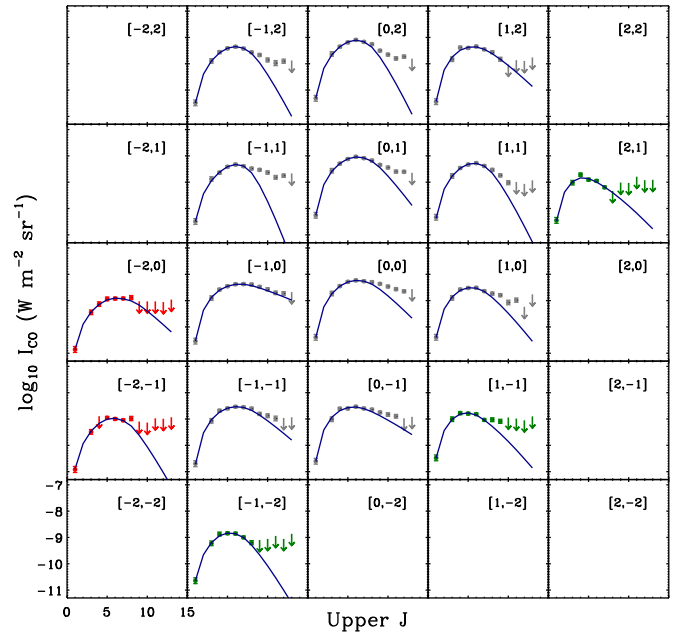 [-2,2] [-1,2] [0,2] [1,2] [2,2]
[-2,1] [-1,1] [0,1] [1,1] [2,1]
[-2,0] [-1,0] [0,0] [1,0] [2,0]
[-2,-1] [-1,-1] [0,-1] [1,-1] [2,-1]
[-2,-2] [-1,-2] [0,-2] [1,-2] [2,-2]
log₁₀ I_CO (W m⁻² sr⁻¹)
-7
-8
-9
-10
-11
0 5 10 15
Upper J